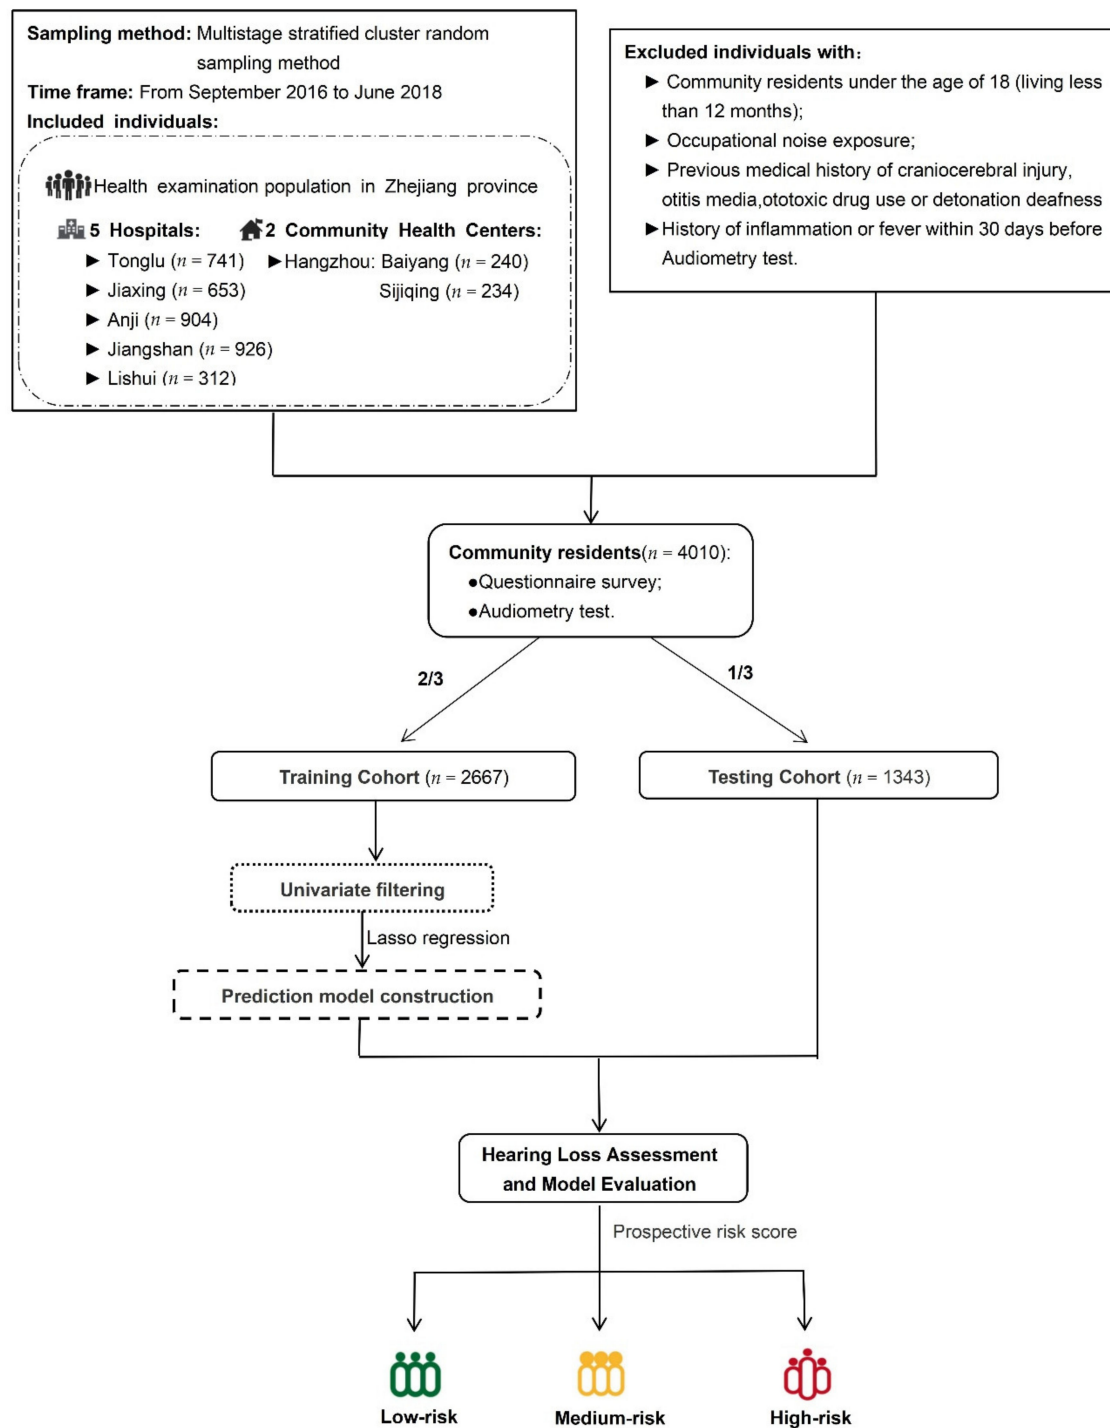 Sampling method: Multistage stratified cluster random
sampling method
Time frame: From September 2016 to June 2018
Included individuals:
Health examination population in Zhejiang province
5 Hospitals:
► Tonglu (n = 741)
► Jiaxing (n = 653)
► Anji (n = 904)
► Jiangshan (n = 926)
► Lishui (n = 312)
2 Community Health Centers:
►Hangzhou: Baiyang (n = 240)
Sijiqing (n = 234)
Excluded individuals with:
► Community residents under the age of 18 (living less
than 12 months);
► Occupational noise exposure;
► Previous medical history of craniocerebral injury,
otitis media,ototoxic drug use or detonation deafness
►History of inflammation or fever within 30 days before
Audiometry test.
Community residents(n = 4010):
●Questionnaire survey;
●Audiometry test.
2/3
1/3
Training Cohort (n = 2667)
Testing Cohort (n = 1343)
Univariate filtering
Lasso regression
Prediction model construction
Hearing Loss Assessment
and Model Evaluation
Prospective risk score
Low-risk
Medium-risk
High-risk